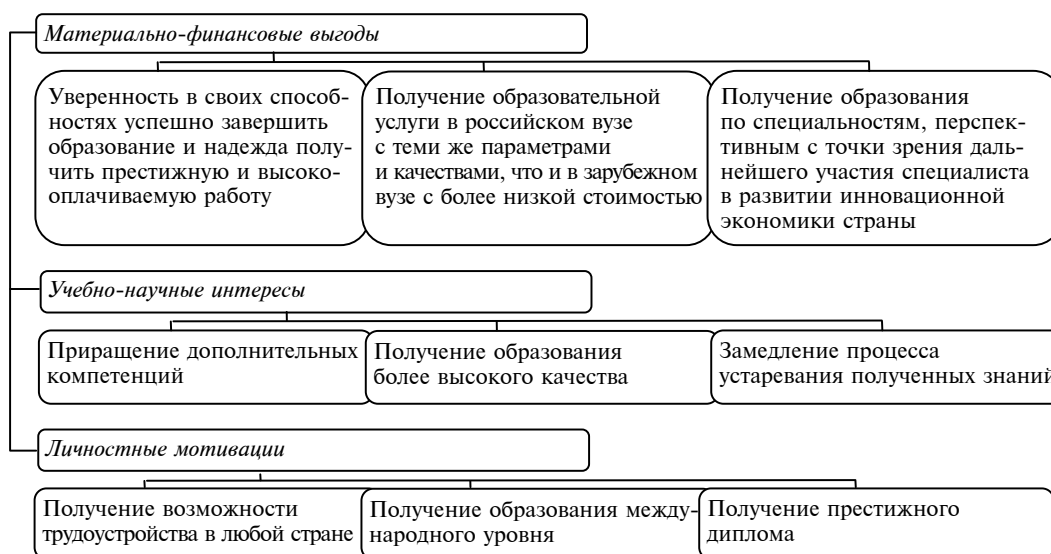 Материально-финансовые выгоды
Уверенность в своих способ-
ностях успешно завершить
образование и надежда полу-
чить престижную и высоко-
оплачиваемую работу
Получение образовательной
услуги в российском вузе
с теми же параметрами
и качествами, что и в зарубежном
вузе с более низкой стоимостью
Получение образования
по специальностям, перспек-
тивным с точки зрения даль-
нейшего участия специалиста
в развитии инновационной
экономики страны
Учебно-научные интересы
Приращение дополнительных
компетенций
Получение образования
более высокого качества
Замедление процесса
устаревания полученных знаний
Личностные мотивации
Получение возможности
трудоустройства в любой стране
Получение образования между-
народного уровня
Получение престижного
диплома